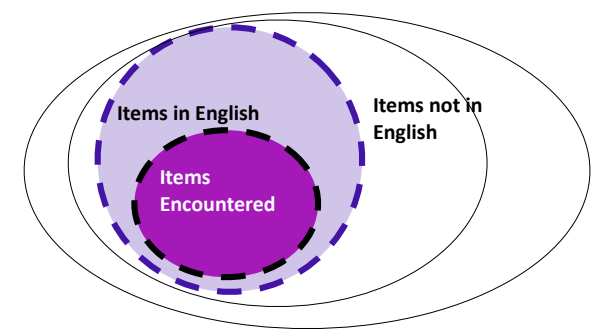 Items in English
Items not in
English
Items
Encountered